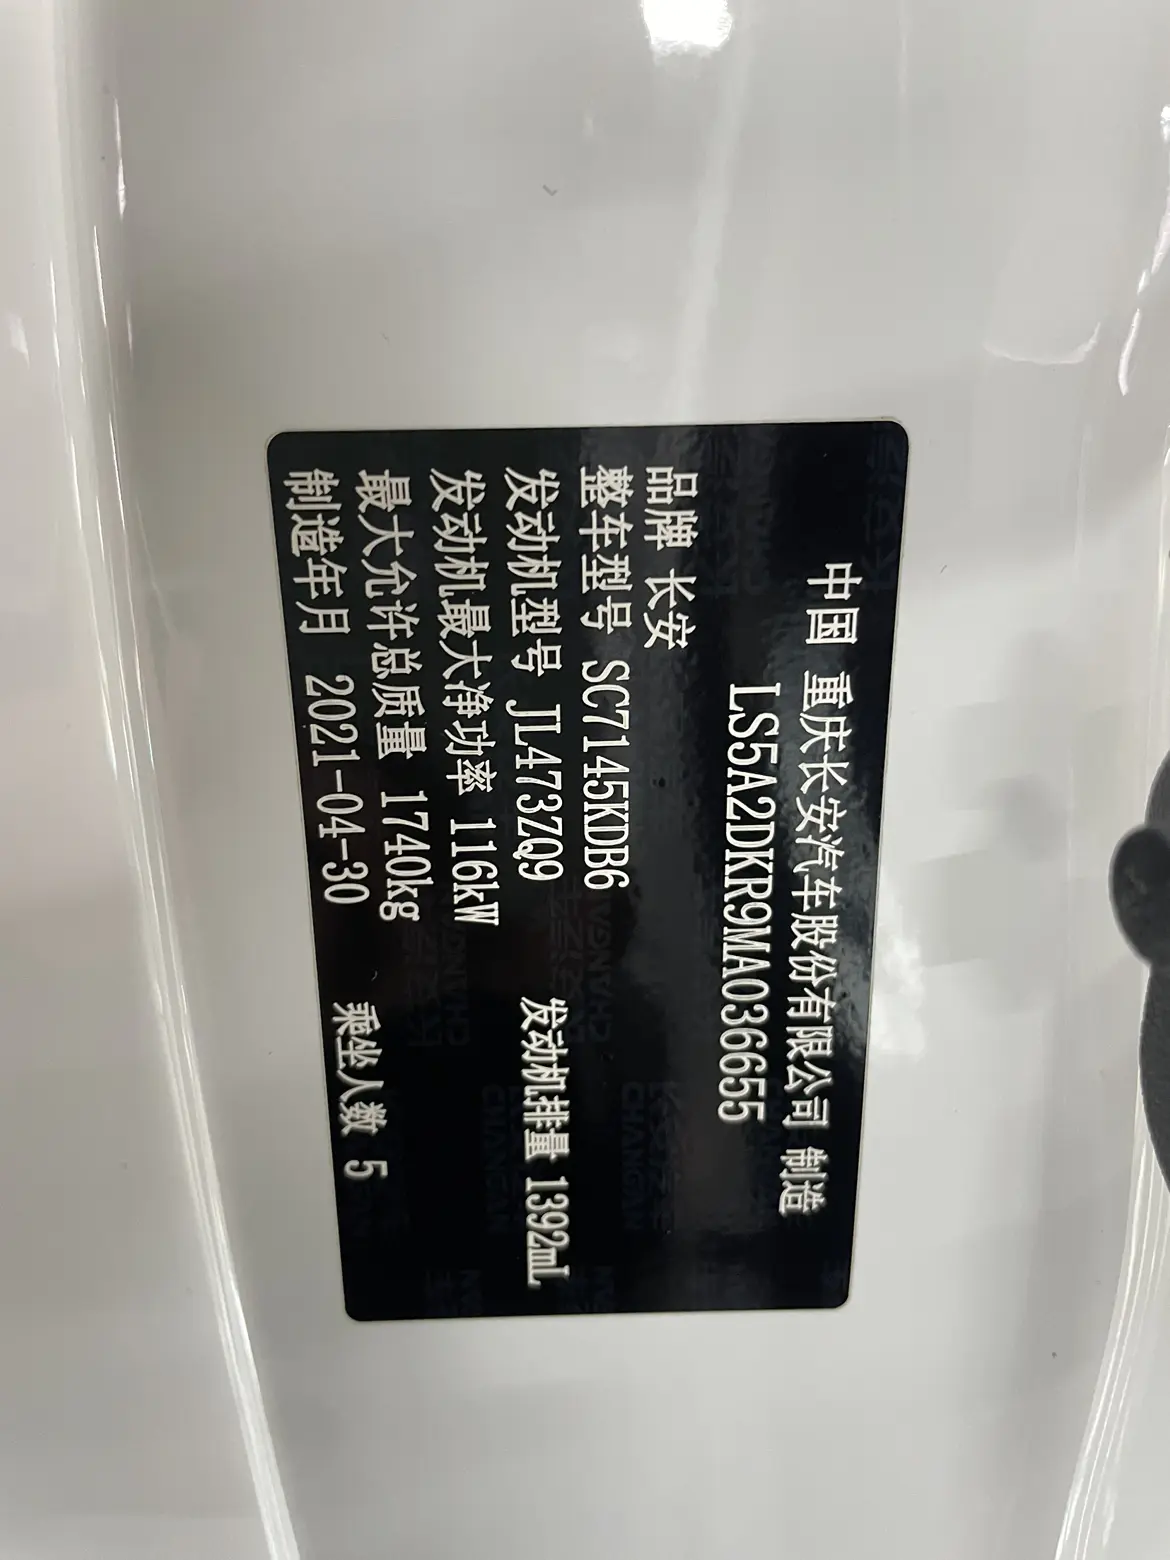 中国 重庆长安汽车股份有限公司 制造
LS5A2DKR9MA036655
品牌 长安
整车型号 SC7145KDB6
发动机型号 JL473ZQ9 发动机排量 1392mL
发动机最大净功率 116kW
最大允许总质量 1740kg
制造年月 2021-04-30 乘坐人数 5